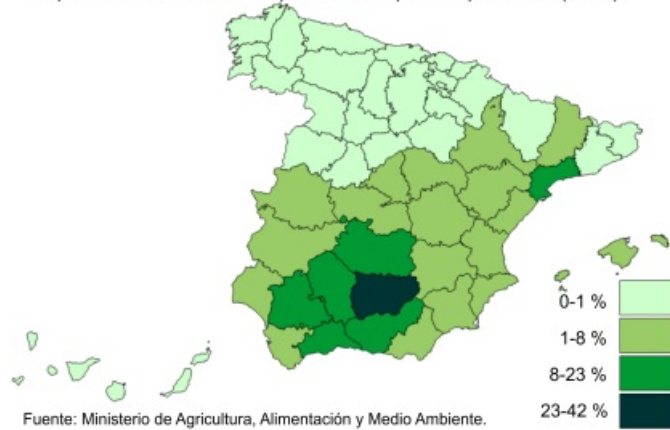 0-1 %
1-8 %
8-23 %
23-42 %
Fuente: Ministerio de Agricultura, Alimentación y Medio Ambiente.